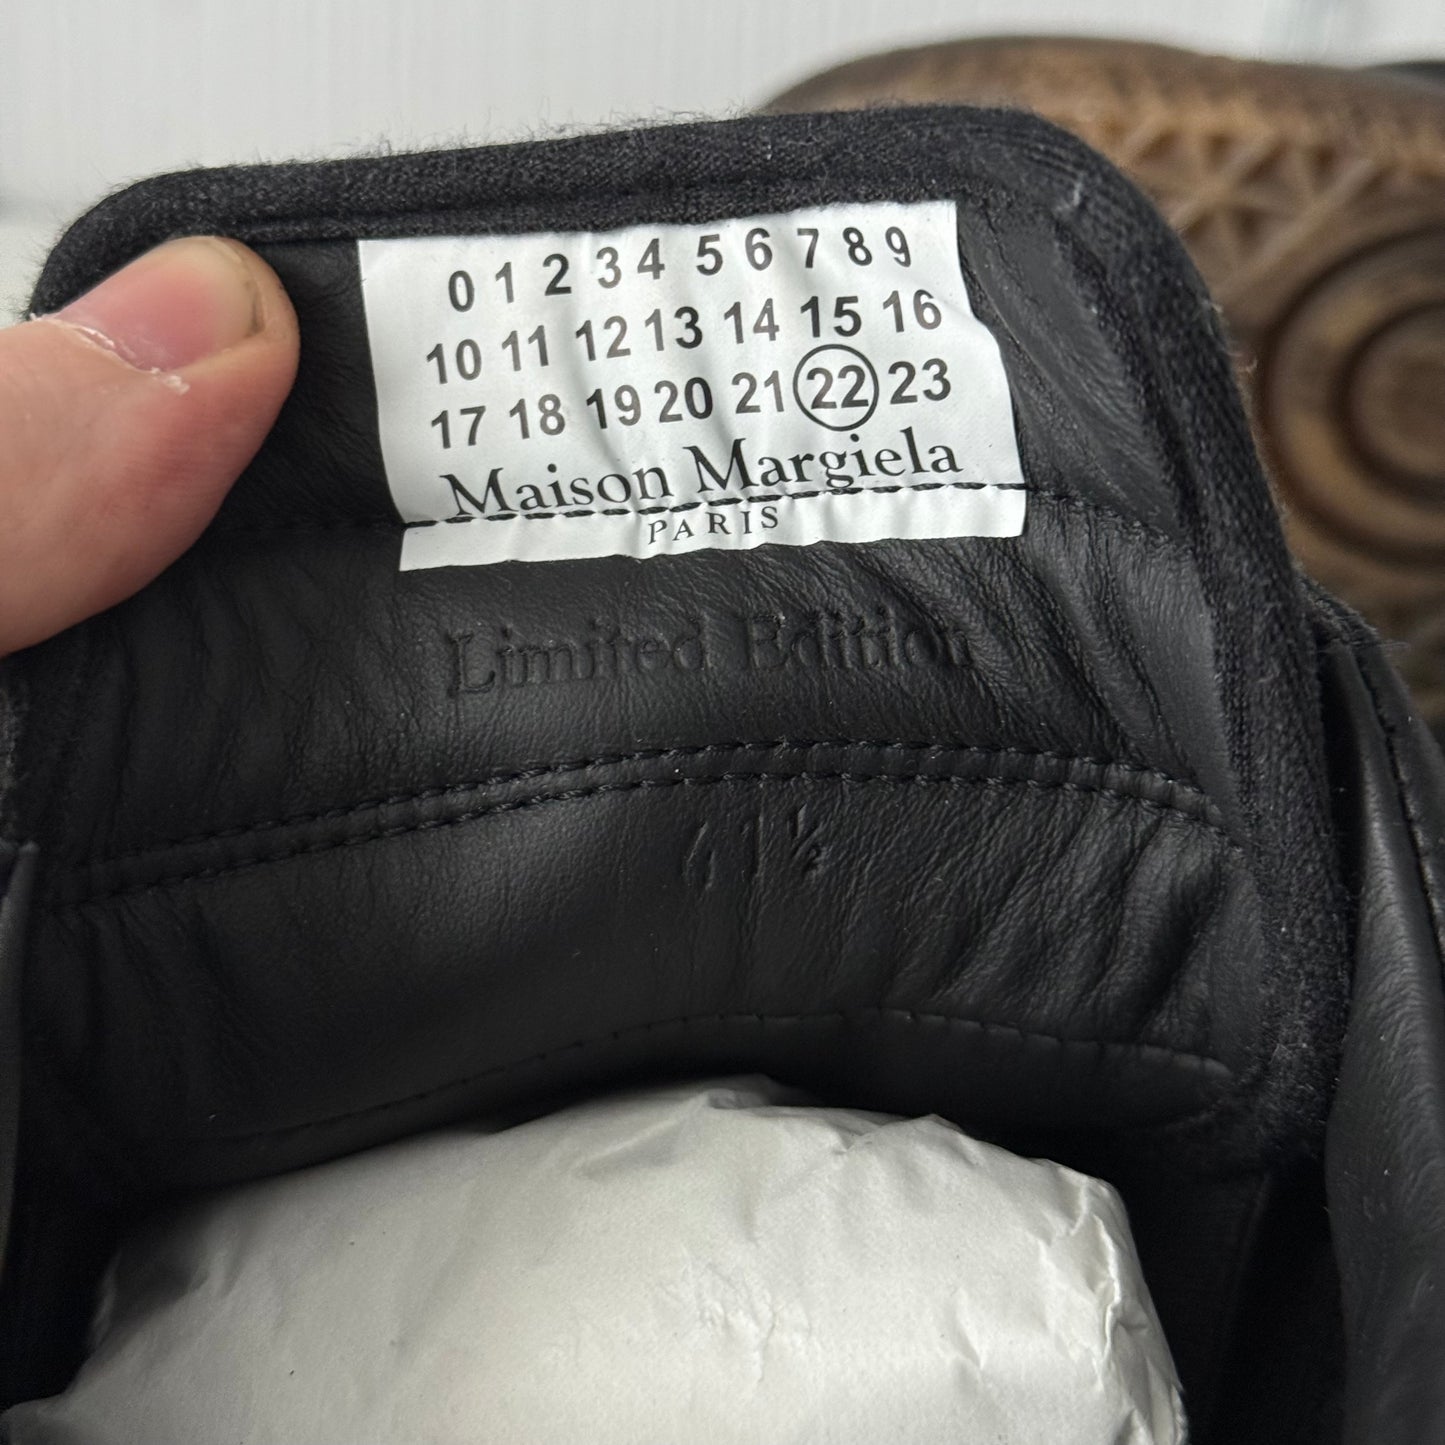 0 1 2 3 4 5 6 7 8 9
10 11 12 13 14 15 16
17 18 19 20 21 22 23
Maison Margiela
PARIS
Limited Edition
41½